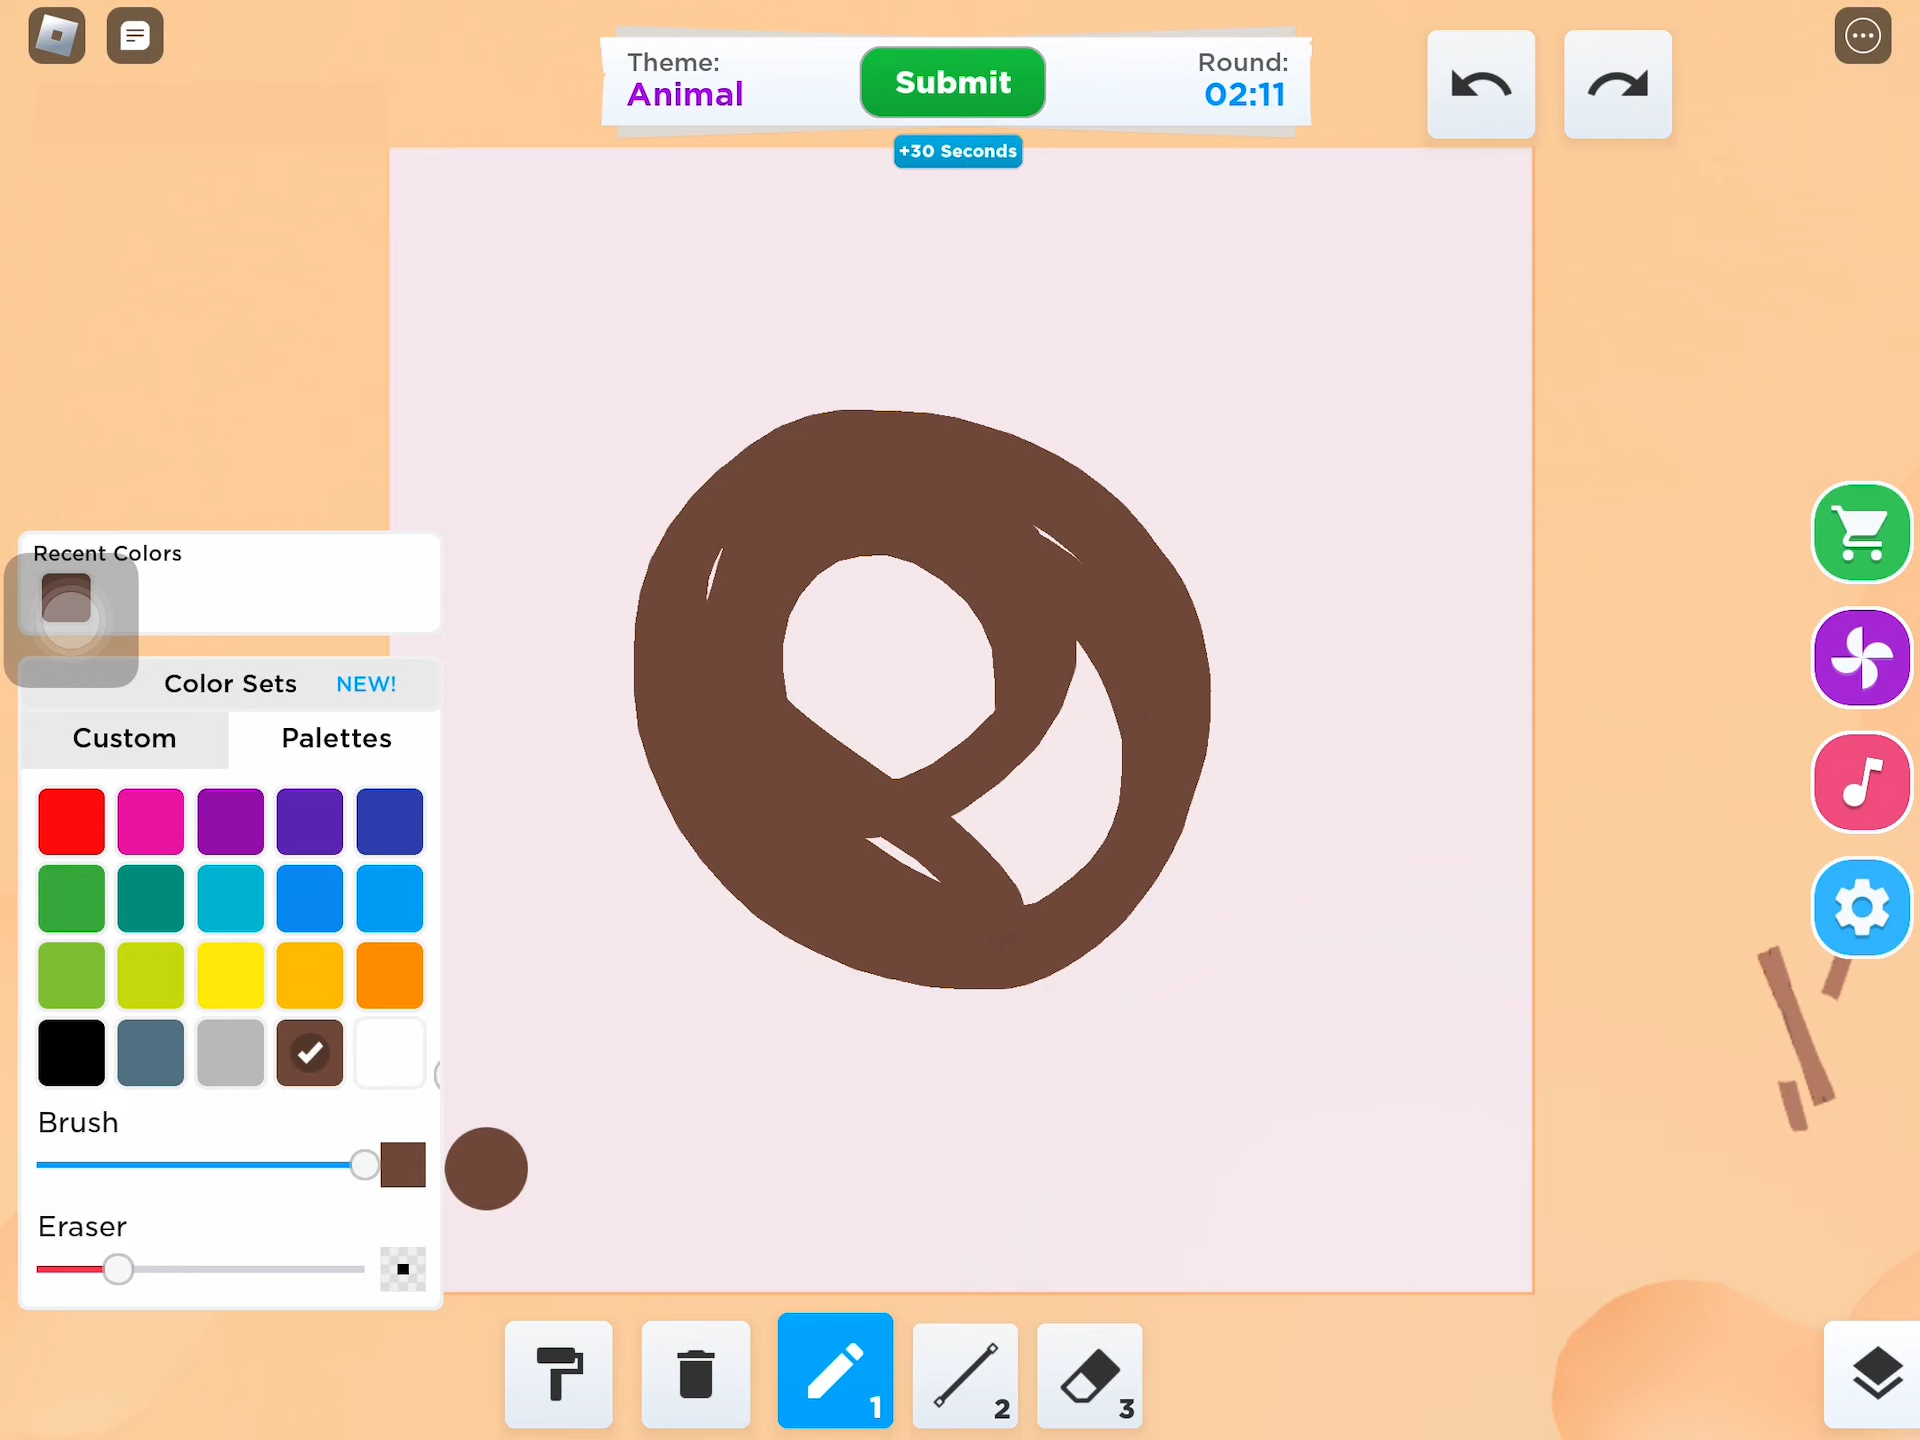 Theme:
Animal
Submit
Round:
02:11
+30 Seconds
Recent Colors
Color Sets NEW!
Custom Palettes
Brush
Eraser
1
2
3